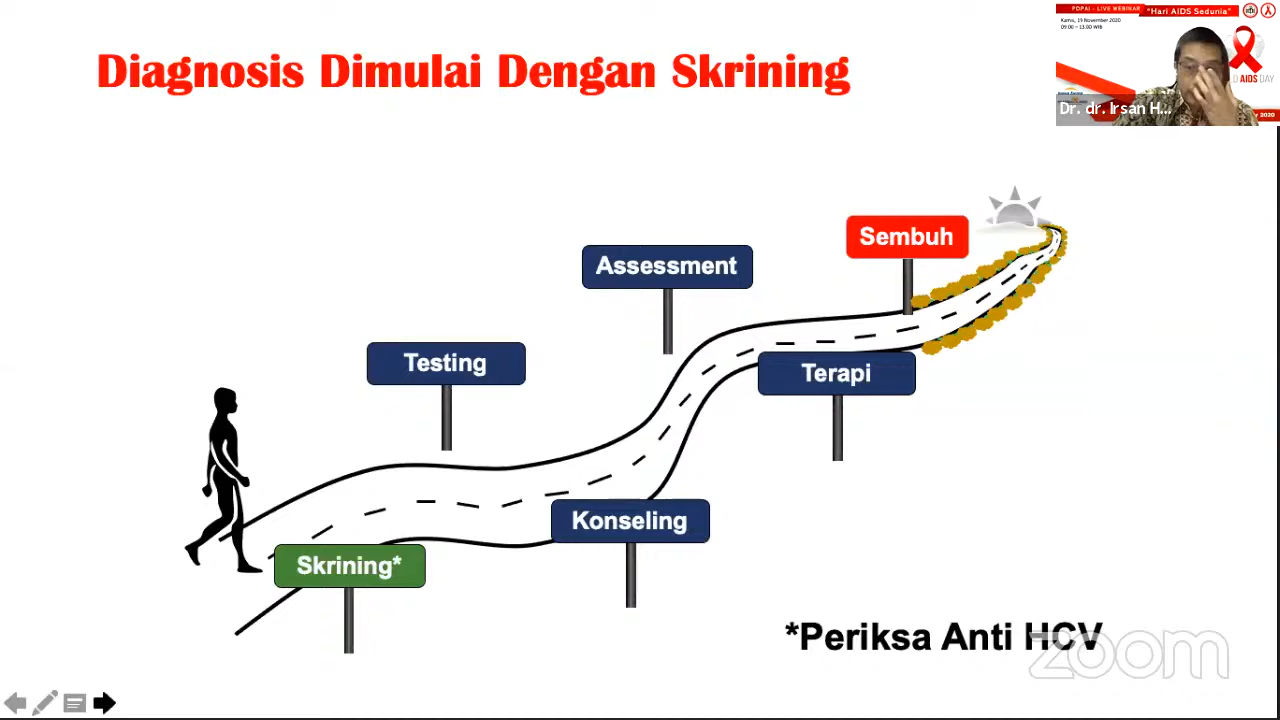 Diagnosis Dimulai Dengan Skrining
PDPAI - LIVE WEBINAR
"Hari AIDS Sedunia"
Kamis, 19 November 2020
09.00 – 13.00 WIB
AIDS DAY
2020
Dr. dr. Irsan H...
Sembuh
Assessment
Testing
Terapi
Konseling
Skrining*
*Periksa Anti HCV
zoom